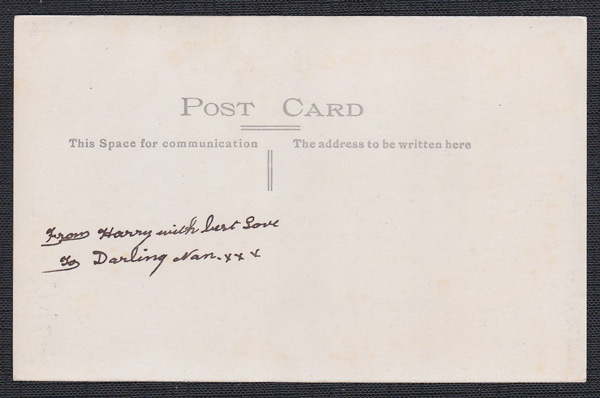 POST CARD
This Space for communication
The address to be written here
From Harry with best Love
To Darling Nan. x x x